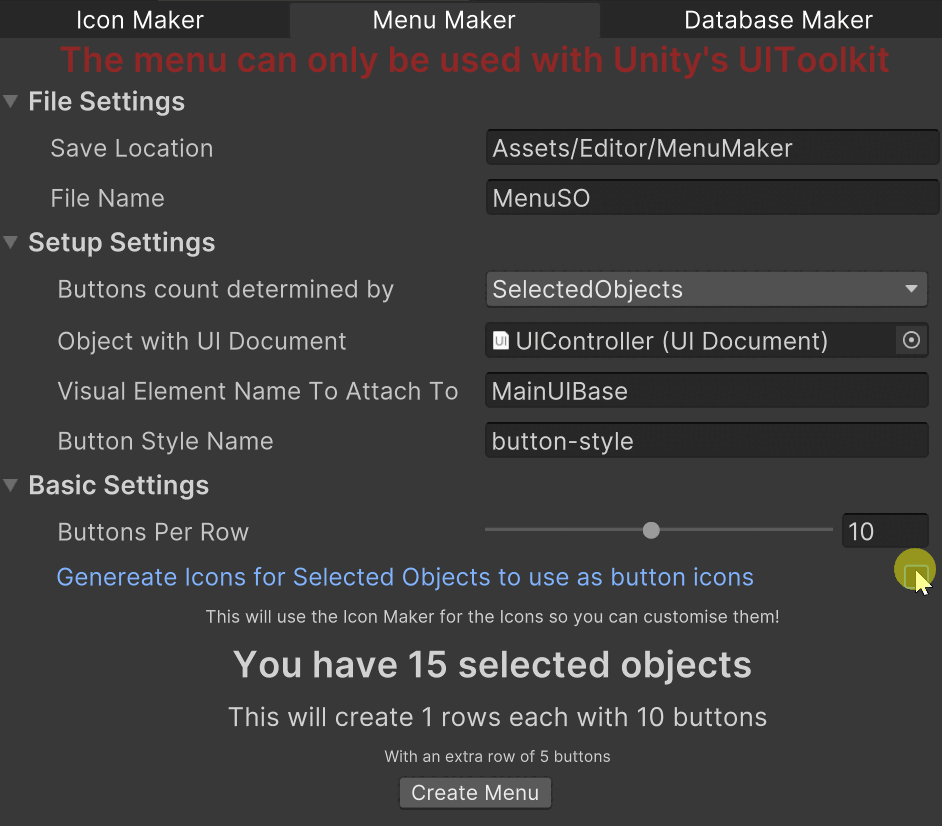 Icon Maker Menu Maker Database Maker
The menu can only be used with Unity's UIToolkit
File Settings
Save Location Assets/Editor/MenuMaker
File Name MenuSO
Setup Settings
Buttons count determined by SelectedObjects
Object with UI Document UIController (UI Document)
Visual Element Name To Attach To MainUIBase
Button Style Name button-style
Basic Settings
Buttons Per Row 10
Genereate Icons for Selected Objects to use as button icons
This will use the Icon Maker for the Icons so you can customise them!
You have 15 selected objects
This will create 1 rows each with 10 buttons
With an extra row of 5 buttons
Create Menu